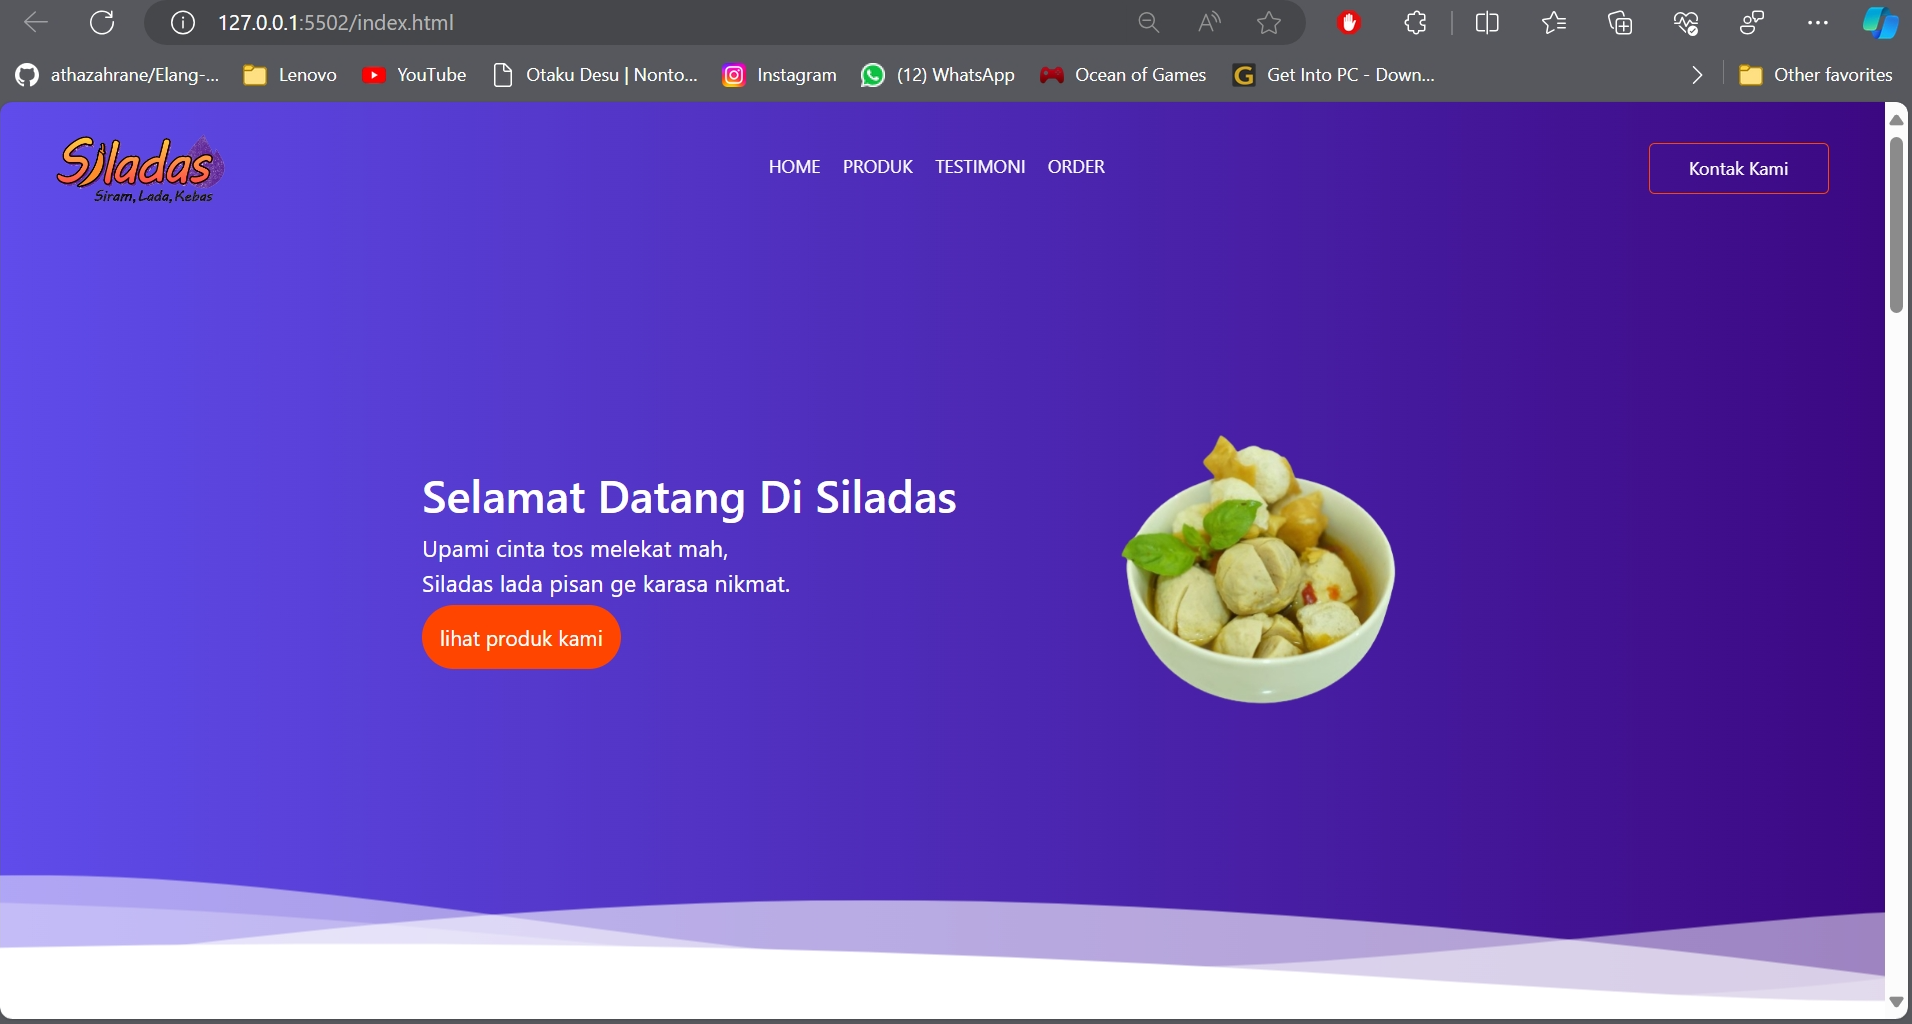 127.0.0.1:5502/index.html
athazahrane/Elang-... Lenovo YouTube Otaku Desu | Nonto... Instagram (12) WhatsApp Ocean of Games G Get Into PC - Down... Other favorites
Siladas
Siram, Lada, Kebas
HOME PRODUK TESTIMONI ORDER
Kontak Kami
Selamat Datang Di Siladas
Upami cinta tos melekat mah,
Siladas lada pisan ge karasa nikmat.
lihat produk kami